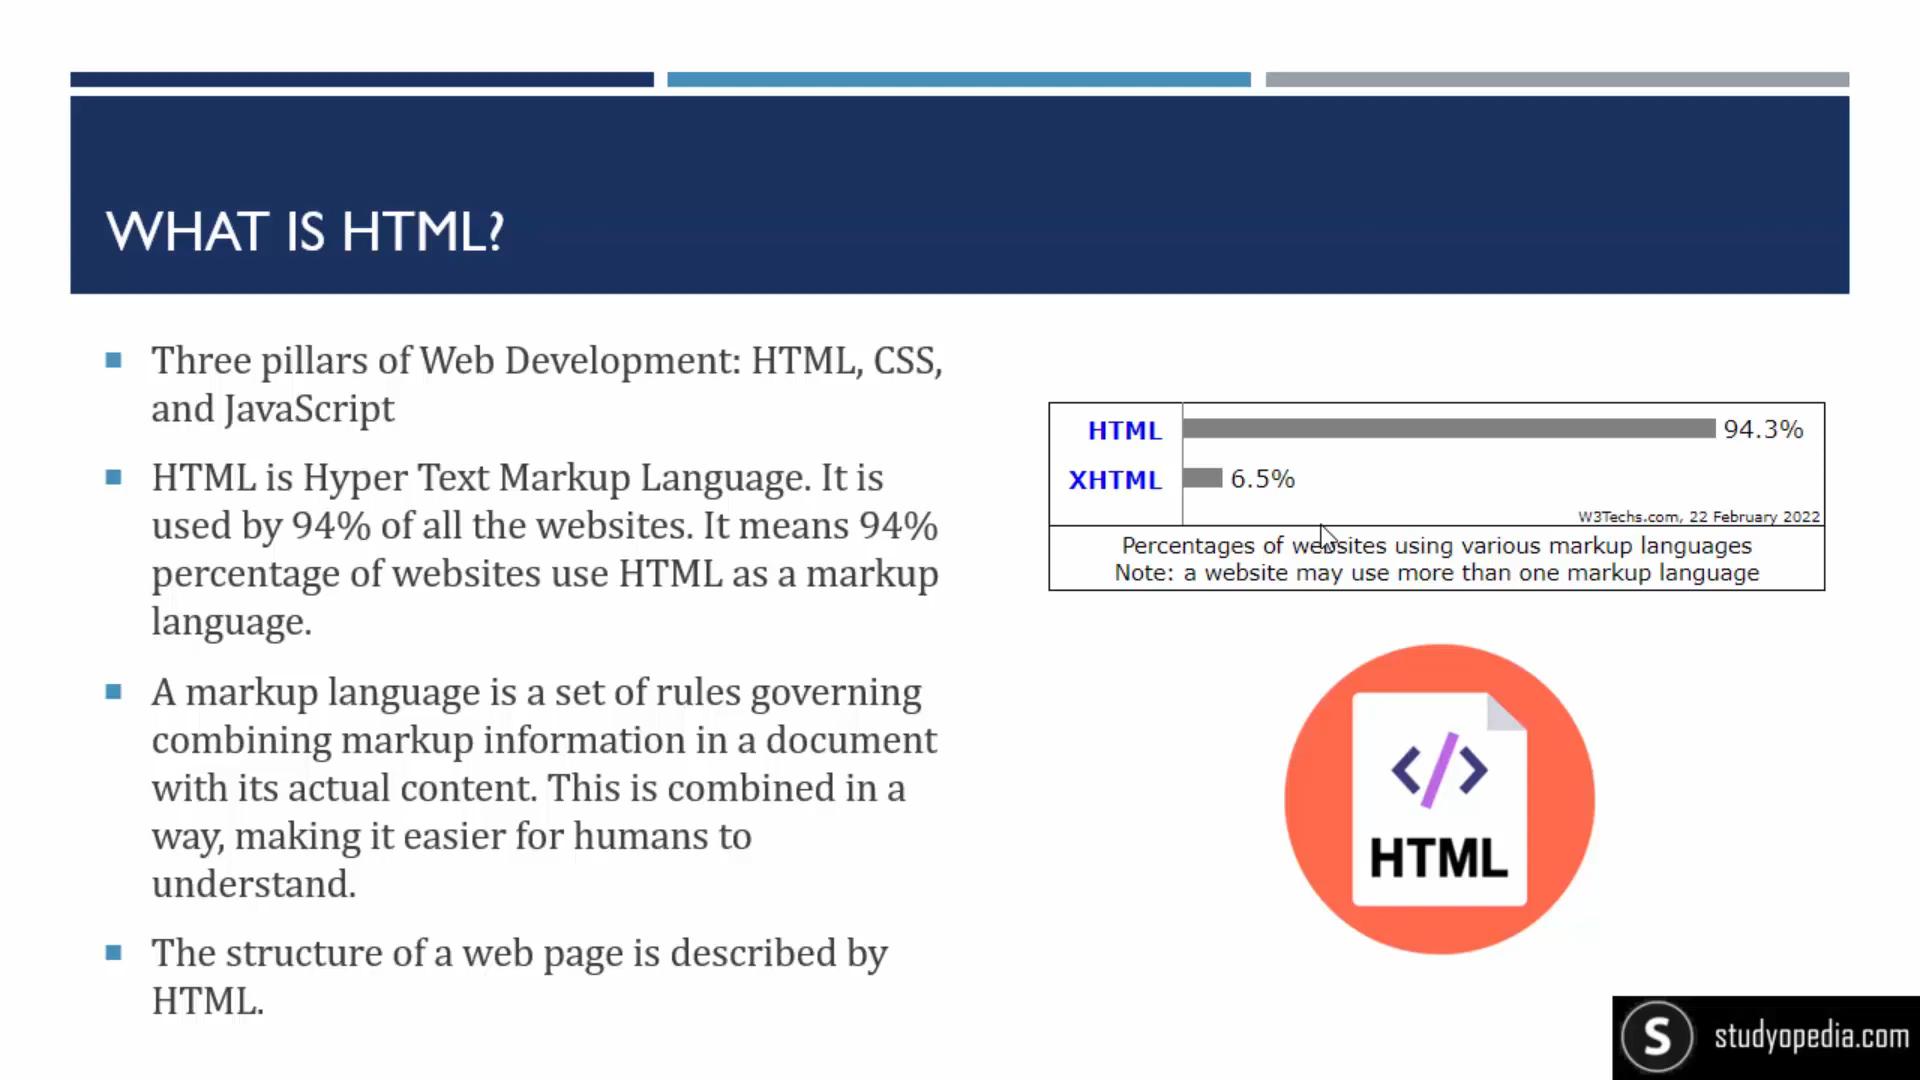 WHAT IS HTML?
Three pillars of Web Development: HTML, CSS,
and JavaScript
HTML is Hyper Text Markup Language. It is
used by 94% of all the websites. It means 94%
percentage of websites use HTML as a markup
language.
A markup language is a set of rules governing
combining markup information in a document
with its actual content. This is combined in a
way, making it easier for humans to
understand.
The structure of a web page is described by
HTML.
HTML 94.3%
XHTML 6.5%
W3Techs.com, 22 February 2022
Percentages of websites using various markup languages
Note: a website may use more than one markup language
</>
HTML
S studyopedia.com